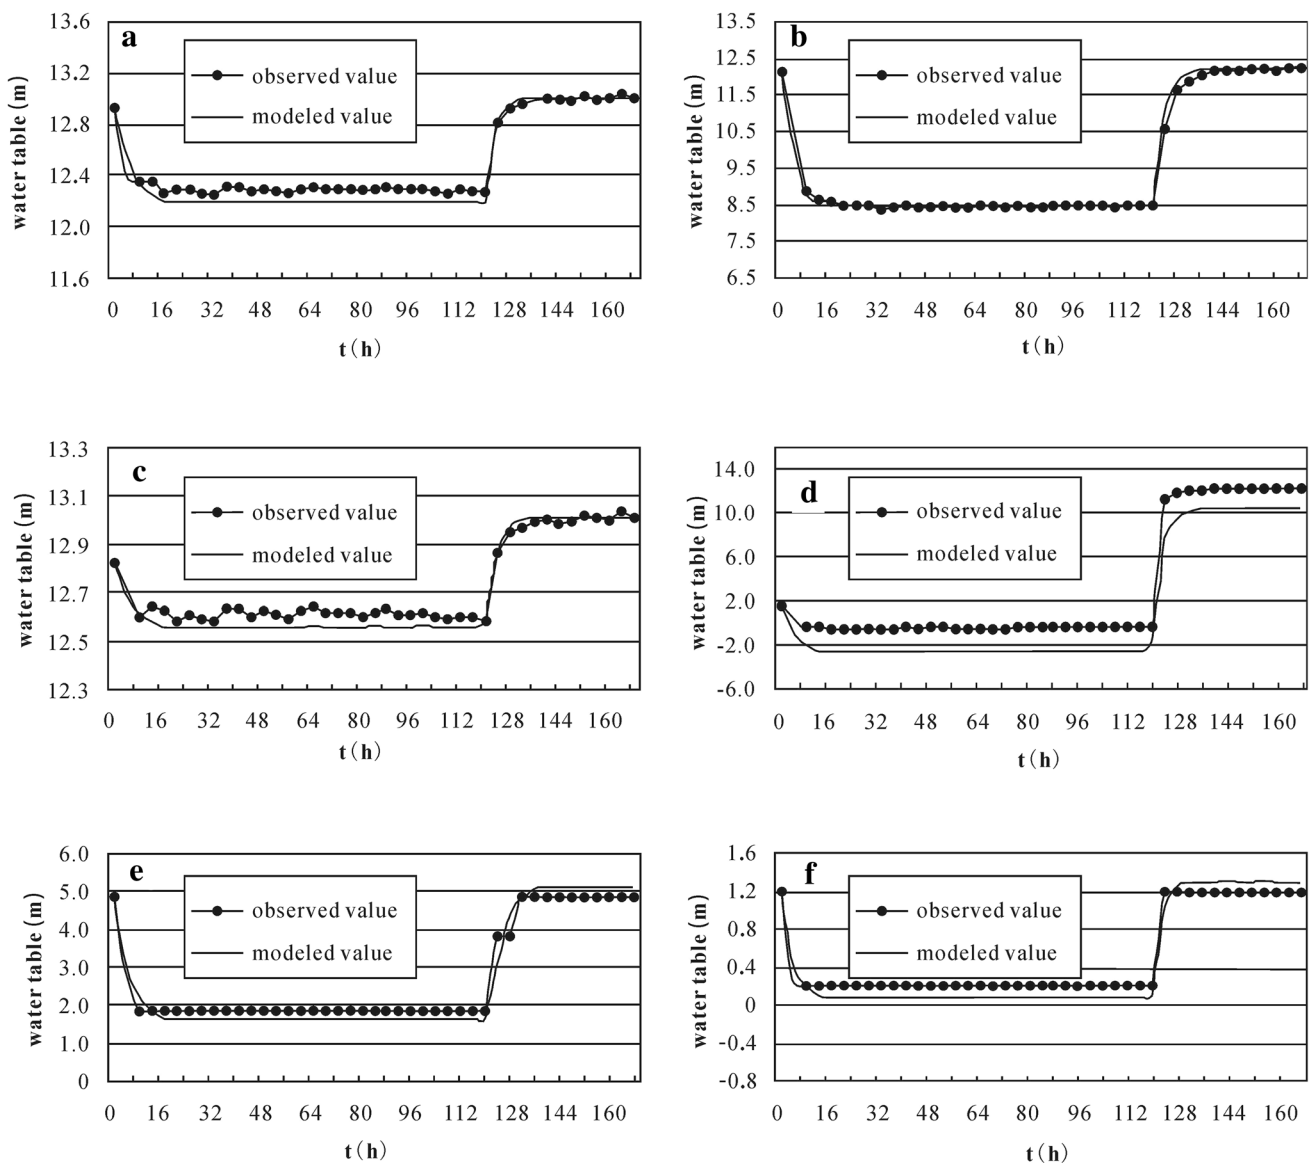 a
13.6
13.2
12.8
12.4
12.0
11.6
water table (m)
observed value
modeled value
0 16 32 48 64 80 96 112 128 144 160
t (h)
b
13.5
12.5
11.5
10.5
9.5
8.5
7.5
6.5
water table (m)
observed value
modeled value
0 16 32 48 64 80 96 112 128 144 160
t (h)
c
13.3
13.1
12.9
12.7
12.5
12.3
water table (m)
observed value
modeled value
0 16 32 48 64 80 96 112 128 144 160
t (h)
d
14.0
10.0
6.0
2.0
-2.0
-6.0
water table (m)
observed value
modeled value
0 16 32 48 64 80 96 112 128 144 160
t (h)
e
6.0
5.0
4.0
3.0
2.0
1.0
0
water table (m)
observed value
modeled value
0 16 32 48 64 80 96 112 128 144 160
t (h)
f
1.6
1.2
0.8
0.4
0
-0.4
-0.8
water table (m)
observed value
modeled value
0 16 32 48 64 80 96 112 128 144 160
t (h)